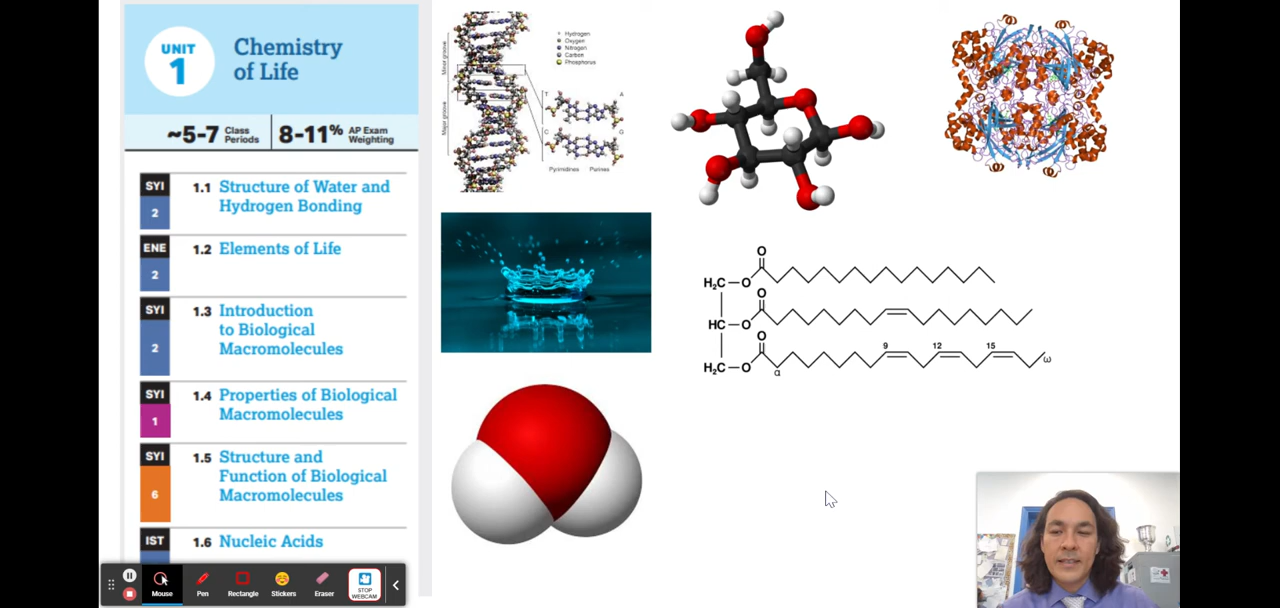 UNIT
1
Chemistry
of Life
~5-7 Class Periods
8-11% AP Exam Weighting
SYI
2
1.1 Structure of Water and
Hydrogen Bonding
ENE
2
1.2 Elements of Life
SYI
2
1.3 Introduction
to Biological
Macromolecules
SYI
1
1.4 Properties of Biological
Macromolecules
SYI
6
1.5 Structure and
Function of Biological
Macromolecules
IST
1.6 Nucleic Acids
Mouse
Pen
Rectangle
Stickers
Eraser
STOP
WEBCAM
Minor groove
Major groove
Hydrogen
Oxygen
Nitrogen
Carbon
Phosphorus
T A
C G
Pyrimidines Purines
O
H₂C—O
O
HC—O
O
9 12 15
H₂C—O
α
ω